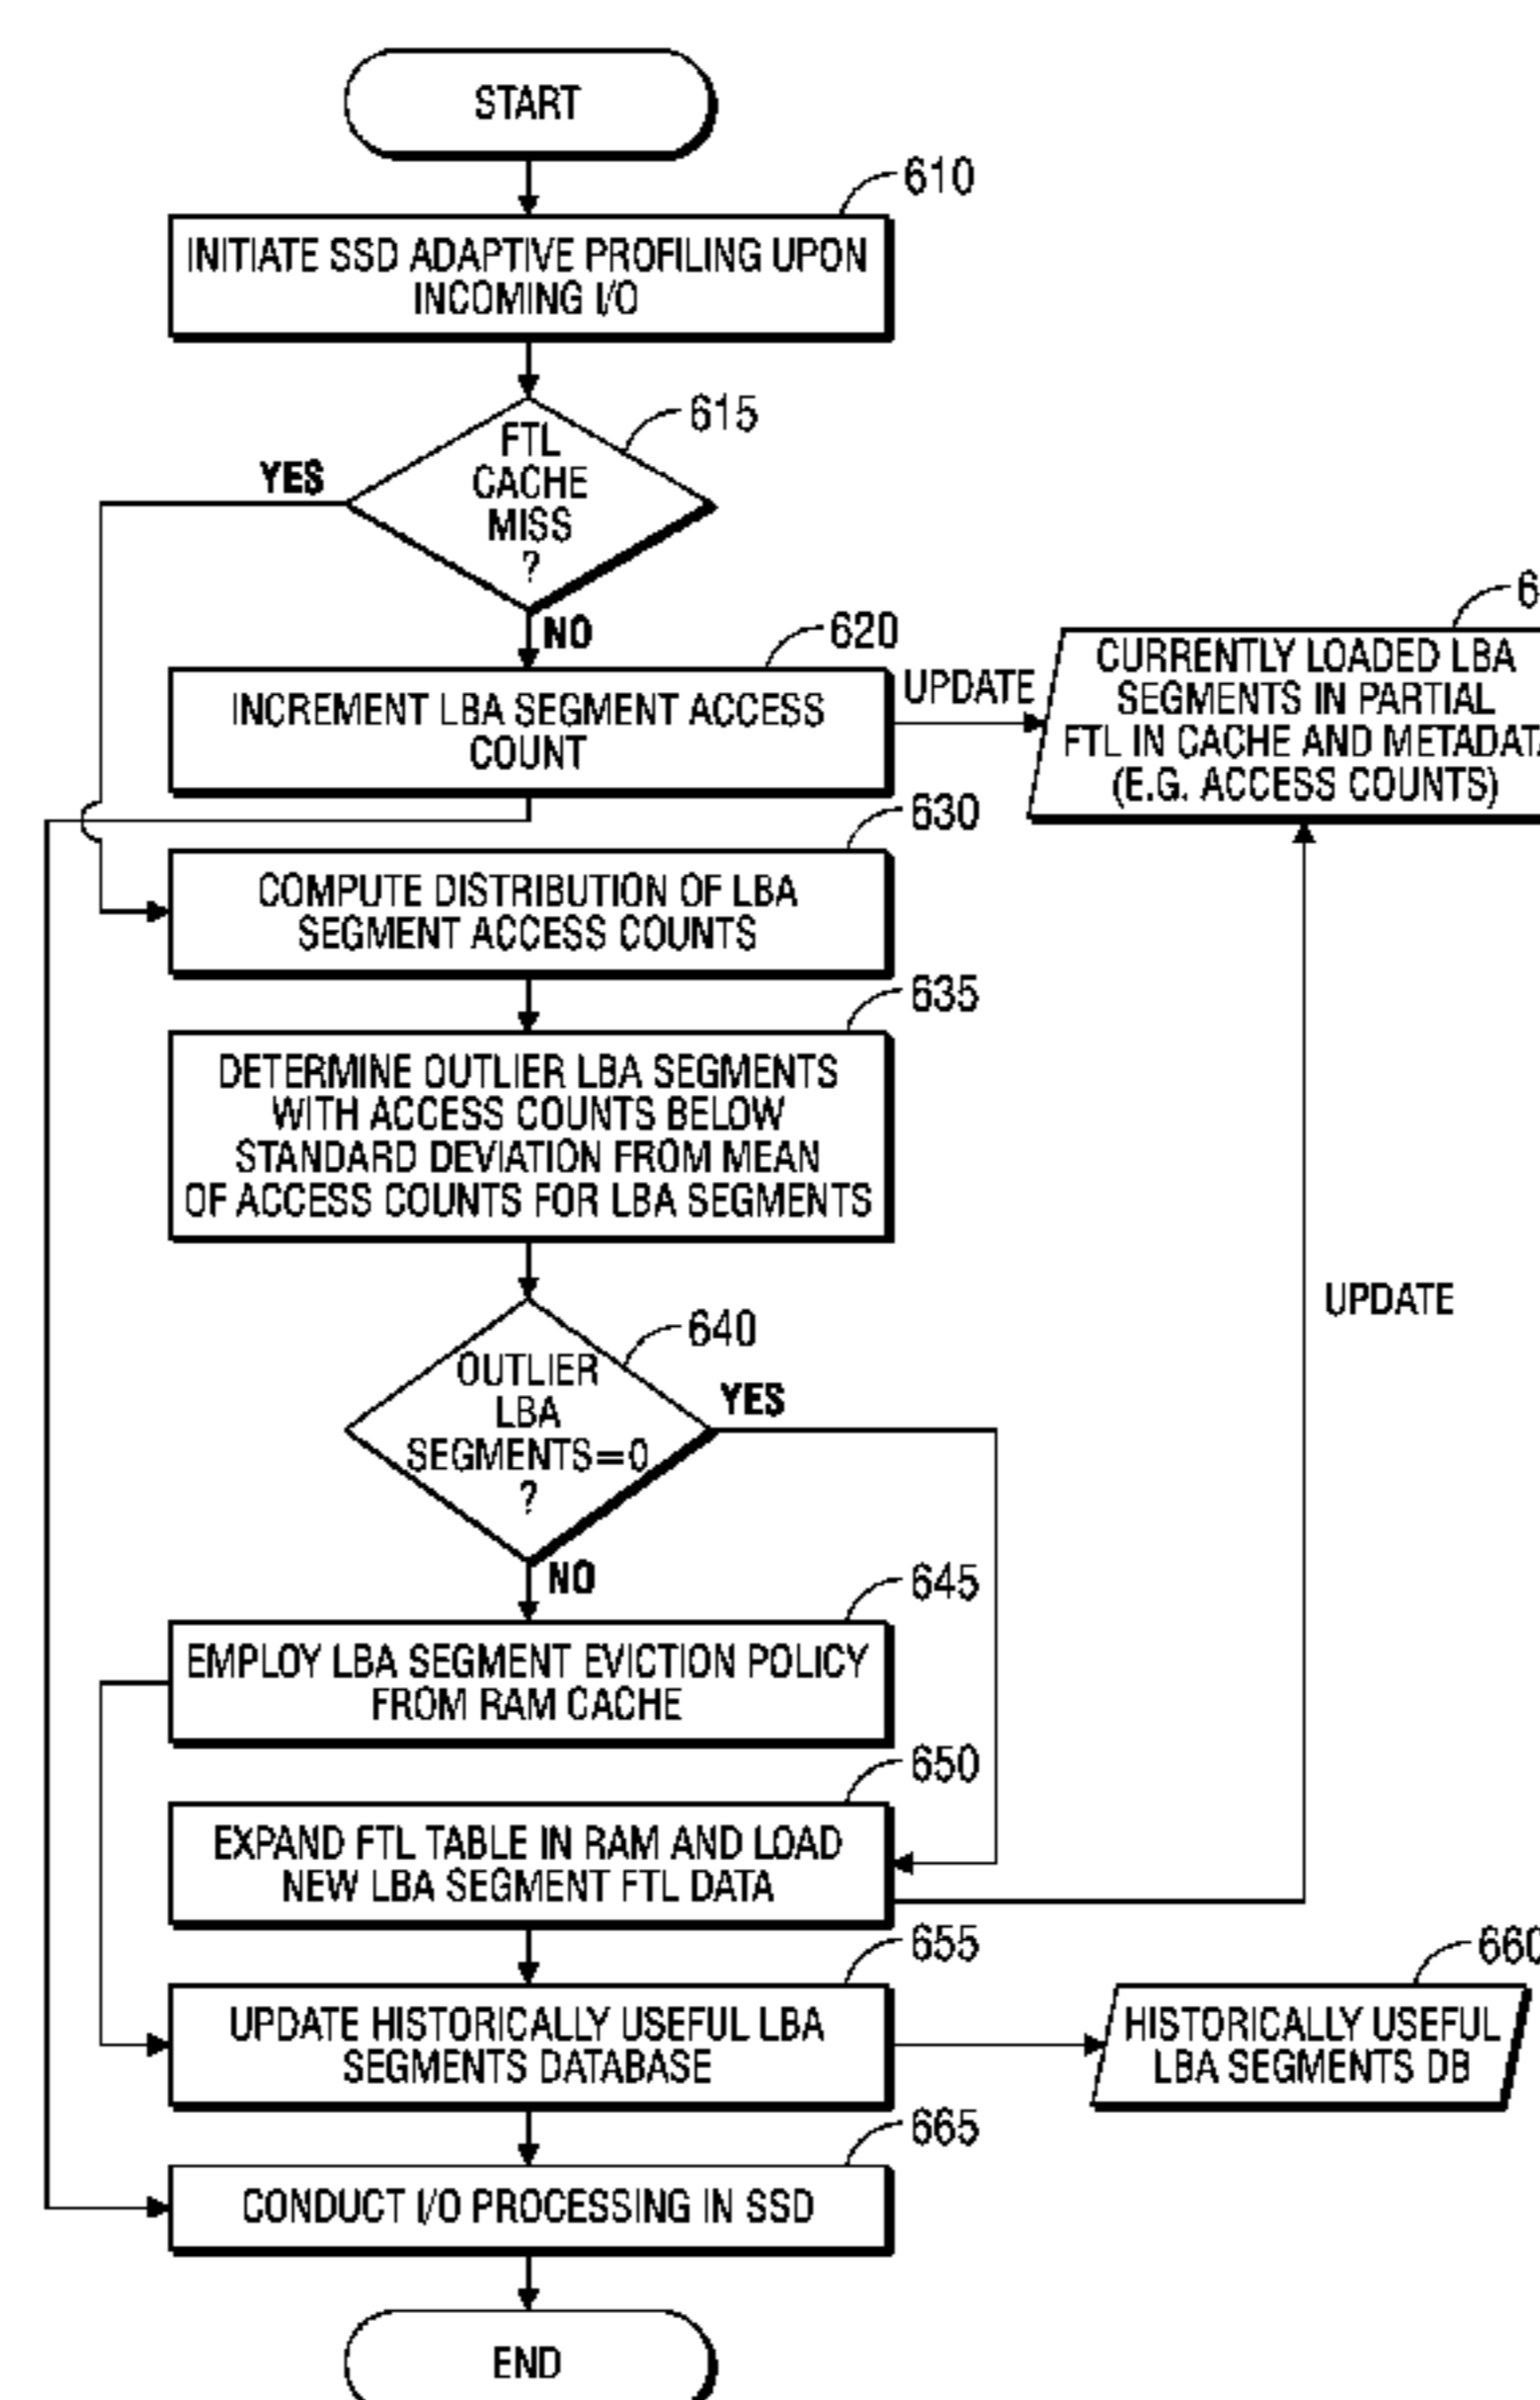 START
610
INITIATE SSD ADAPTIVE PROFILING UPON
INCOMING I/O
615
FTL
CACHE
MISS
?
YES
NO
620
INCREMENT LBA SEGMENT ACCESS
COUNT
UPDATE
CURRENTLY LOADED LBA
SEGMENTS IN PARTIAL
FTL IN CACHE AND
(E.G. ACCESS COUNTS)
630
COMPUTE DISTRIBUTION OF LBA
SEGMENT ACCESS COUNTS
635
DETERMINE OUTLIER LBA SEGMENTS
WITH ACCESS COUNTS BELOW
STANDARD DEVIATION FROM MEAN
OF ACCESS COUNTS FOR LBA SEGMENTS
UPDATE
640
OUTLIER
LBA
SEGMENTS=0
?
YES
NO
645
EMPLOY LBA SEGMENT EVICTION POLICY
FROM RAM CACHE
650
EXPAND FTL TABLE IN RAM AND LOAD
NEW LBA SEGMENT FTL DATA
655
UPDATE HISTORICALLY USEFUL LBA
SEGMENTS DATABASE
660
HISTORICALLY USEFUL
LBA SEGMENTS DB
665
CONDUCT I/O PROCESSING IN SSD
END